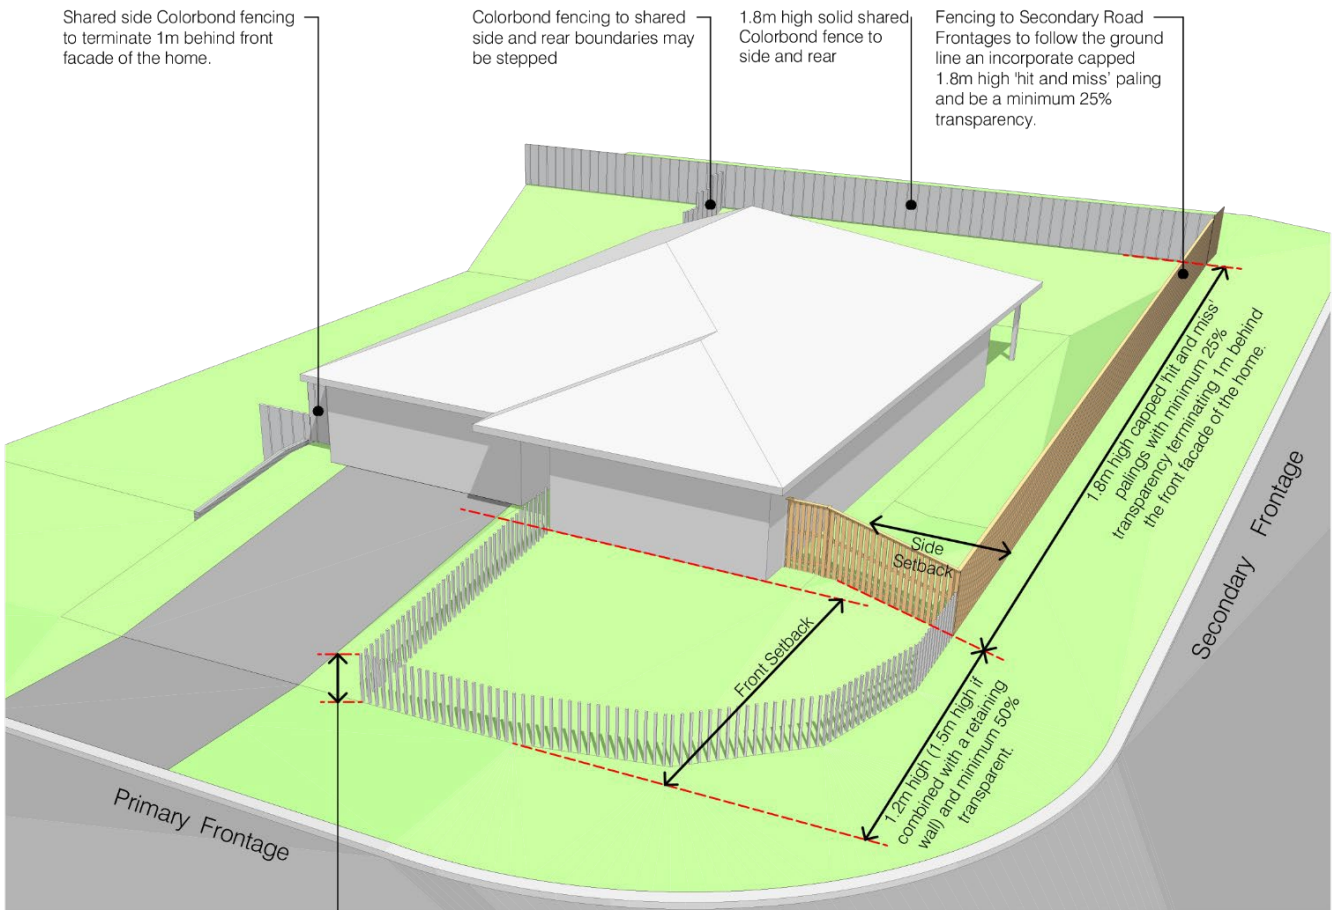 Shared side Colorbond fencing
to terminate 1m behind front
facade of the home.
Colorbond fencing to shared
side and rear boundaries may
be stepped
1.8m high solid shared
Colorbond fence to
side and rear
Fencing to Secondary Road
Frontages to follow the ground
line an incorporate capped
1.8m high 'hit and miss' paling
and be a minimum 25%
transparency.
1.8m high capped 'hit and miss'
palings with minimum 25%
transparency terminating 1m behind
the front facade of the home.
Side
Setback
Front Setback
1.2m high (1.5m high if
combined with a retaining
wall) and minimum 50%
transparent.
Primary Frontage
Secondary Frontage